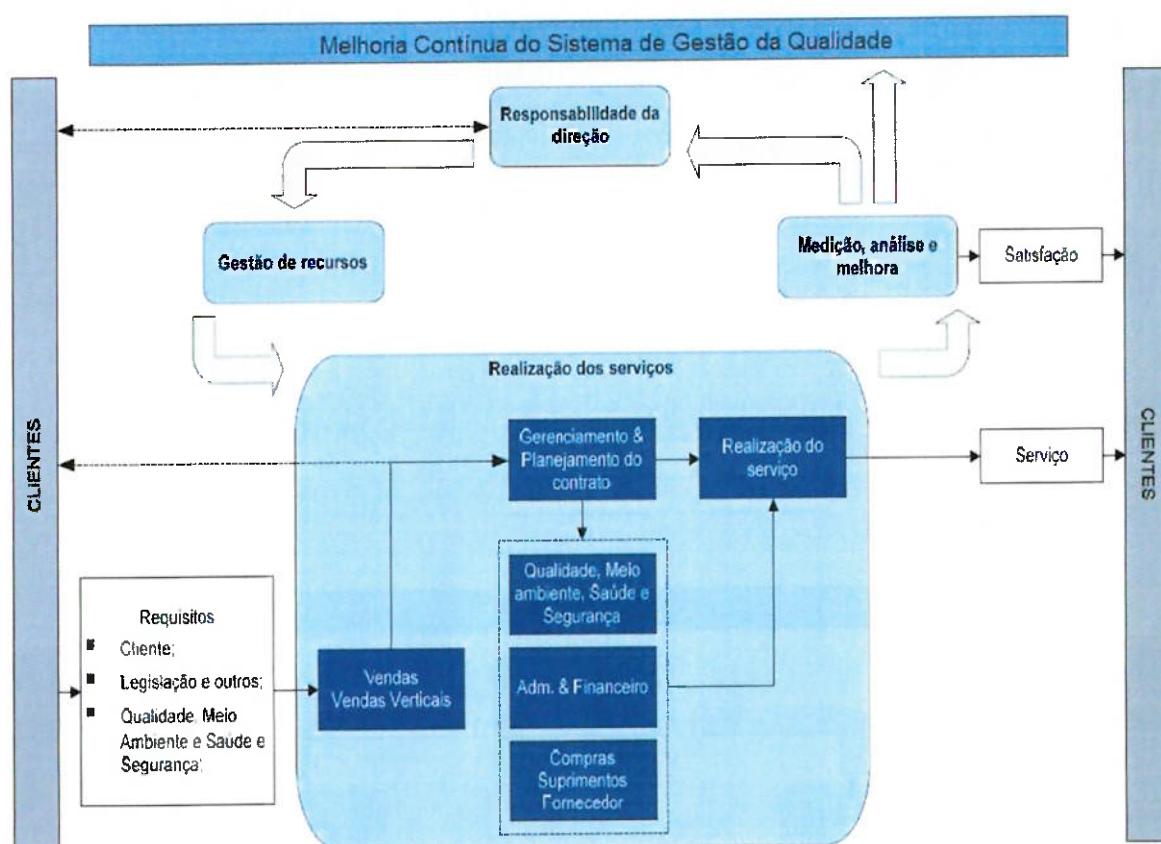 Melhoria Contínua do Sistema de Gestão da Qualidade
Responsabilidade da
direção
Gestão de recursos
Medição, análise e
melhora
Satisfação
CLIENTES
CLIENTES
Realização dos serviços
Gerenciamento &
Planejamento do
contrato
Realização do
serviço
Serviço
Qualidade, Meio
ambiente, Saúde e
Segurança
Requisitos
Cliente;
Legislação e outros;
Qualidade, Meio
Ambiente e Saúde e
Segurança;
Vendas
Vendas Verticais
Adm. & Financeiro
Compras
Suprimentos
Fornecedor